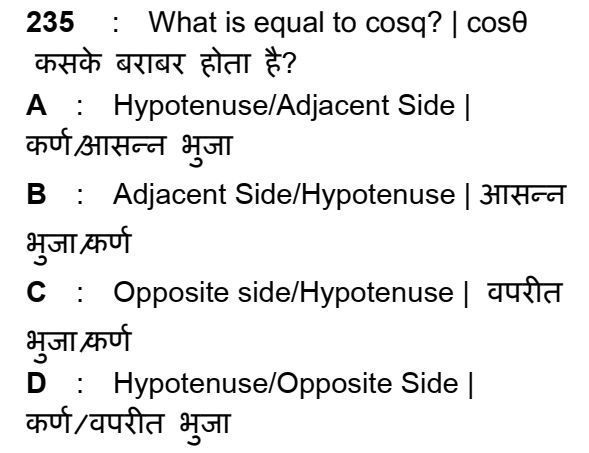 235 : What is equal to cosq? | cosθ
कसके बराबर होता है?
A : Hypotenuse/Adjacent Side |
कर्ण/आसन्न भुजा
B : Adjacent Side/Hypotenuse | आसन्न
भुजा/कर्ण
C : Opposite side/Hypotenuse | वपरीत
भुजा/कर्ण
D : Hypotenuse/Opposite Side |
कर्ण/वपरीत भुजा